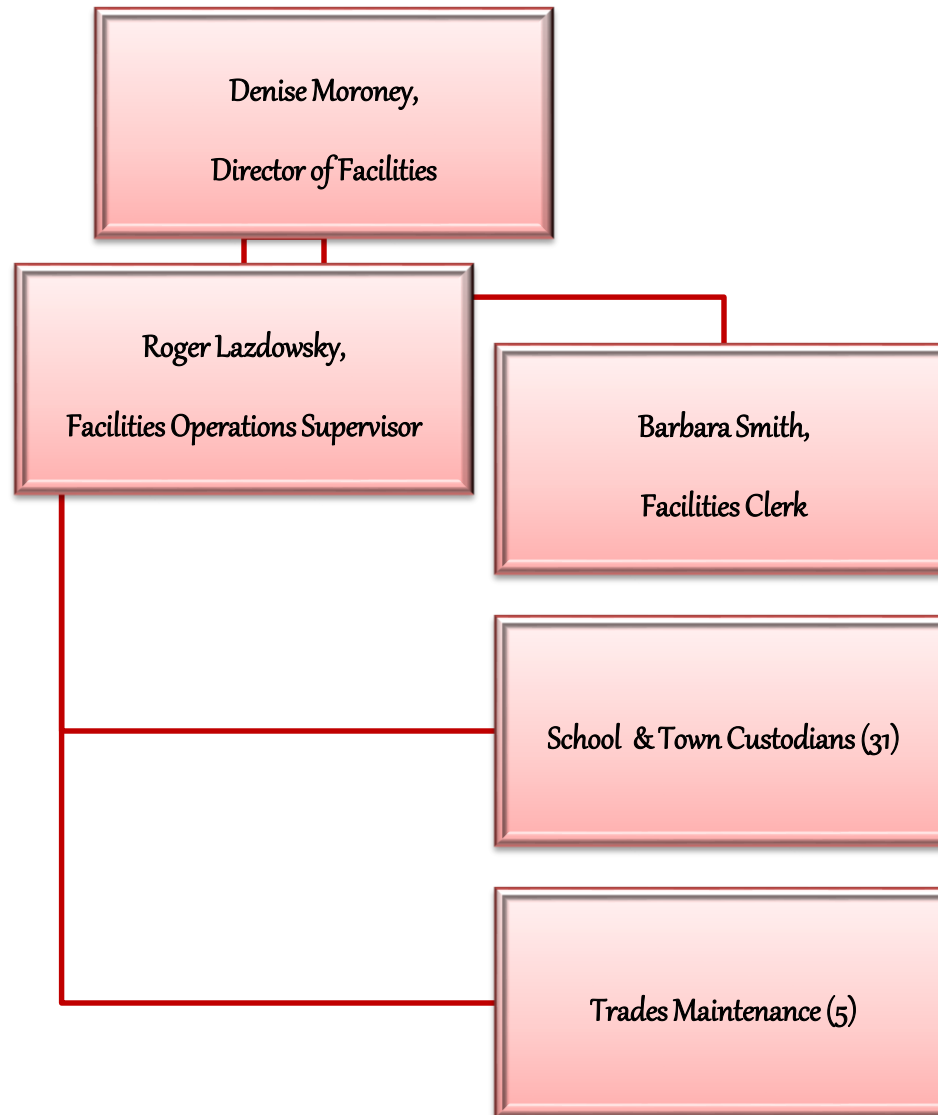 Denise Moroney,
Director of Facilities
Roger Lazdowsky,
Facilities Operations Supervisor
Barbara Smith,
Facilities Clerk
School & Town Custodians (31)
Trades Maintenance (5)